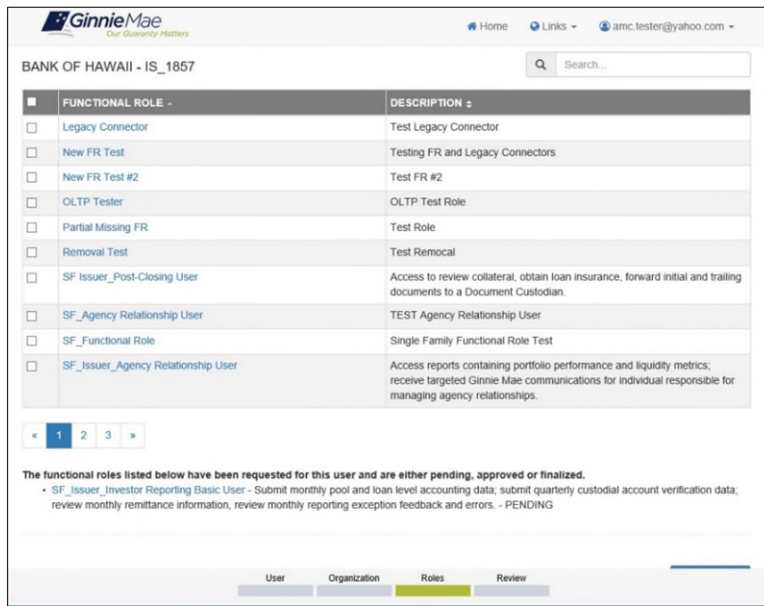 GinnieMae
Our Guaranty Matters
Home
Links
amc.tester@yahoo.com
BANK OF HAWAII - IS_1857
Search...
FUNCTIONAL ROLE
DESCRIPTION
Legacy Connector
Test Legacy Connector
New FR Test
Testing FR and Legacy Connectors
New FR Test #2
Test FR #2
OLTP Tester
OLTP Test Role
Partial Missing FR
Test Role
Removal Test
Test Remocal
SF Issuer_Post-Closing User
Access to review collateral, obtain loan insurance, forward initial and trailing
documents to a Document Custodian.
SF_Agency Relationship User
TEST Agency Relationship User
SF_Functional Role
Single Family Functional Role Test
SF_Issuer_Agency Relationship User
Access reports containing portfolio performance and liquidity metrics;
receive targeted Ginnie Mae communications for individual responsible for
managing agency relationships.
« 1 2 3 »
The functional roles listed below have been requested for this user and are either pending, approved or finalized.
• SF_Issuer_Investor Reporting Basic User - Submit monthly pool and loan level accounting data; submit quarterly custodial account verification data;
review monthly remittance information, review monthly reporting exception feedback and errors. - PENDING
User
Organization
Roles
Review